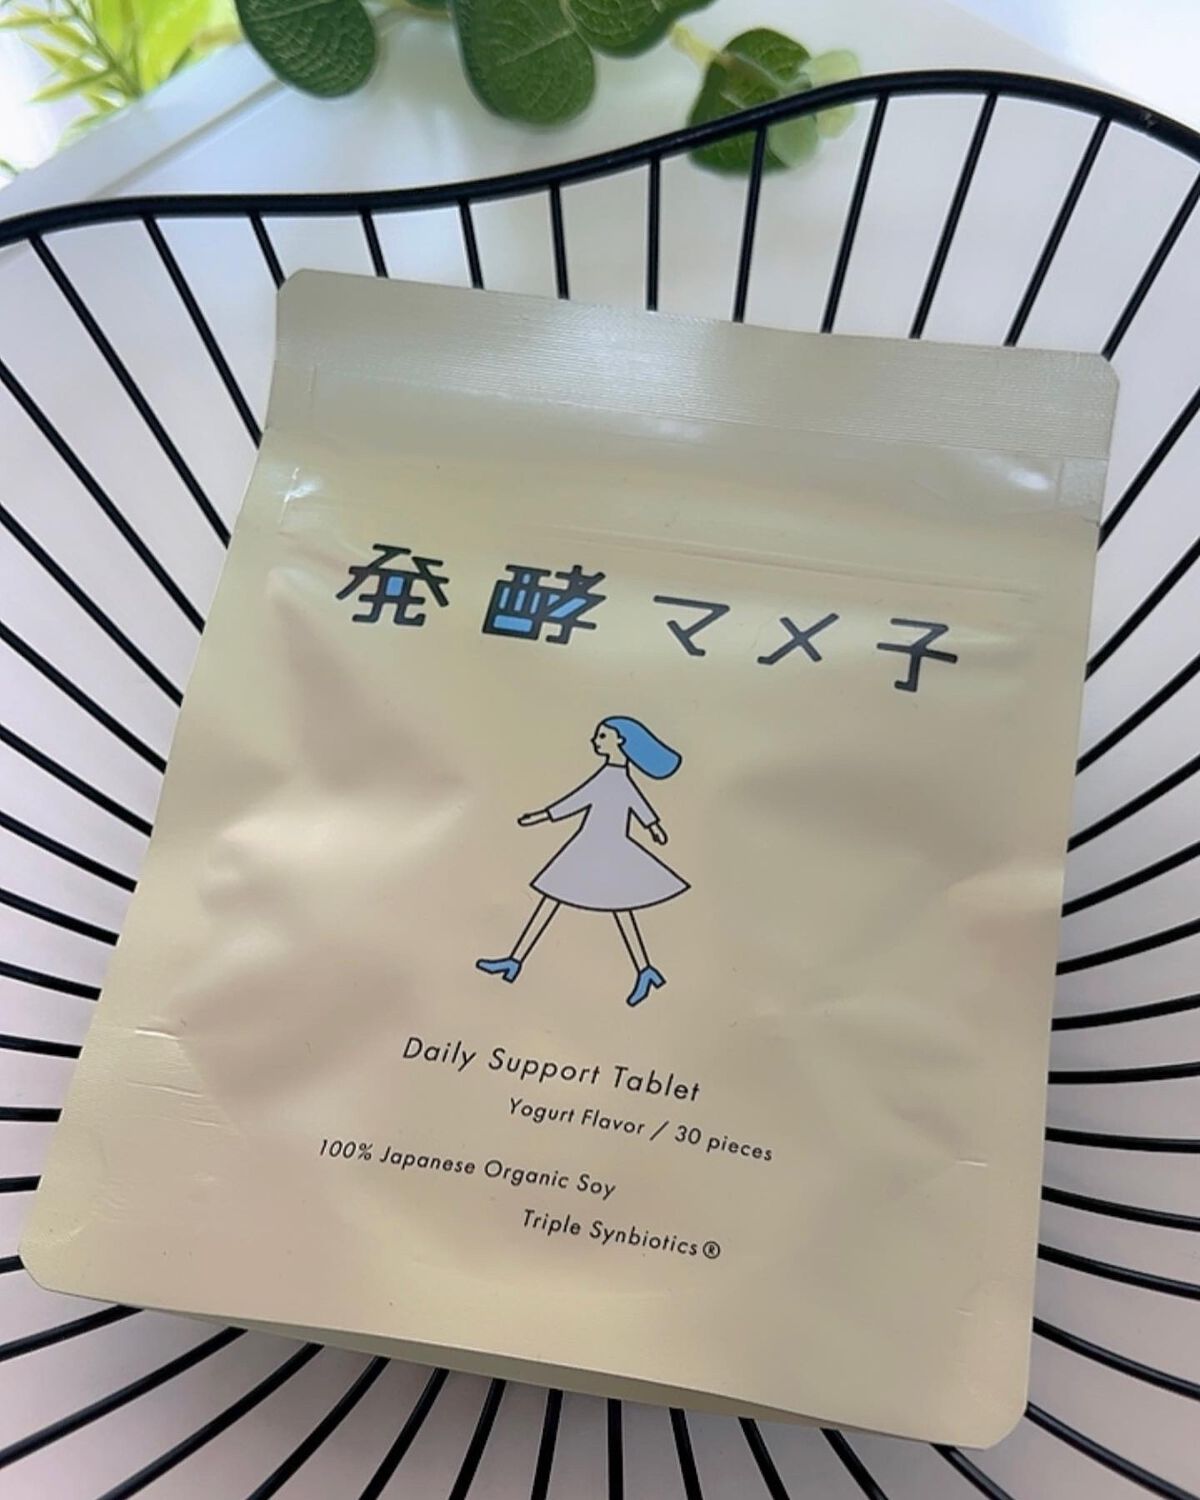 発酵マメ子
Daily Support Tablet
Yogurt Flavor / 30 pieces
100% Japanese Organic Soy
Triple Synbiotics®